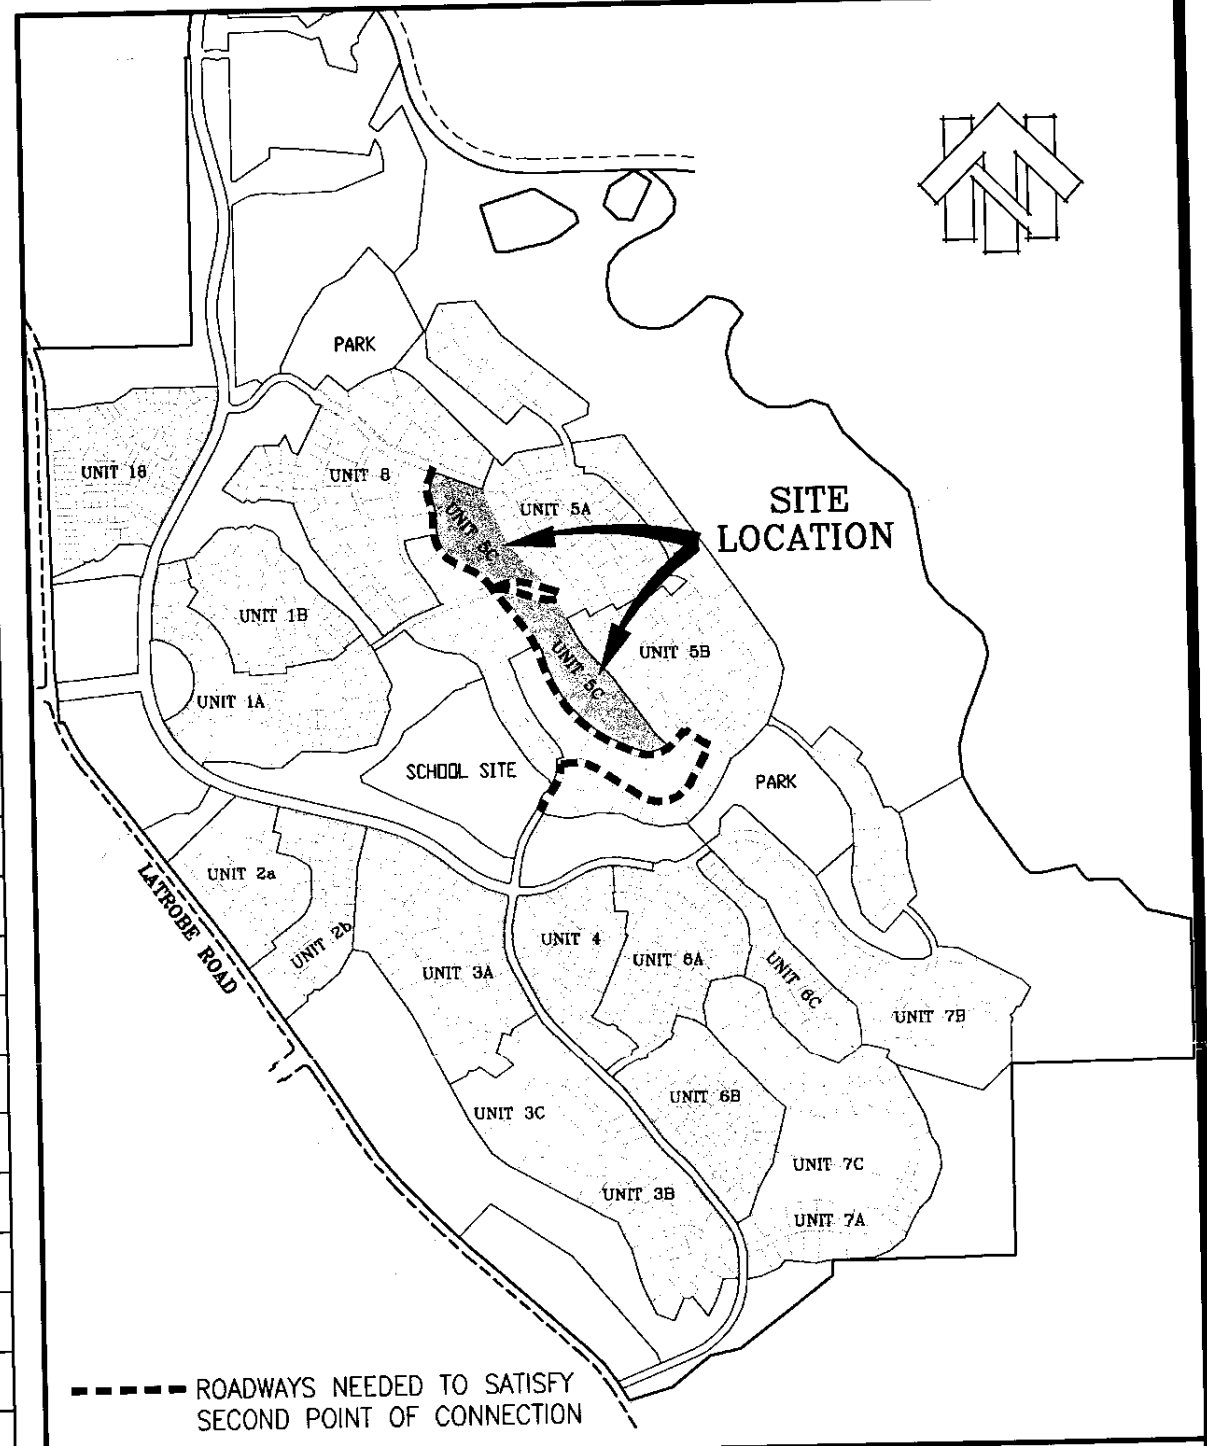 N
PARK
UNIT 18
UNIT 8
UNIT 5C
UNIT 5A
SITE
LOCATION
UNIT 1B
UNIT 5C
UNIT 5B
UNIT 1A
SCHOOL SITE
PARK
UNIT 2a
LATROBE ROAD
UNIT 2b
UNIT 3A
UNIT 4
UNIT 6A
UNIT 6C
UNIT 7B
UNIT 3C
UNIT 6B
UNIT 7C
UNIT 3B
UNIT 7A
ROADWAYS NEEDED TO SATISFY
SECOND POINT OF CONNECTION